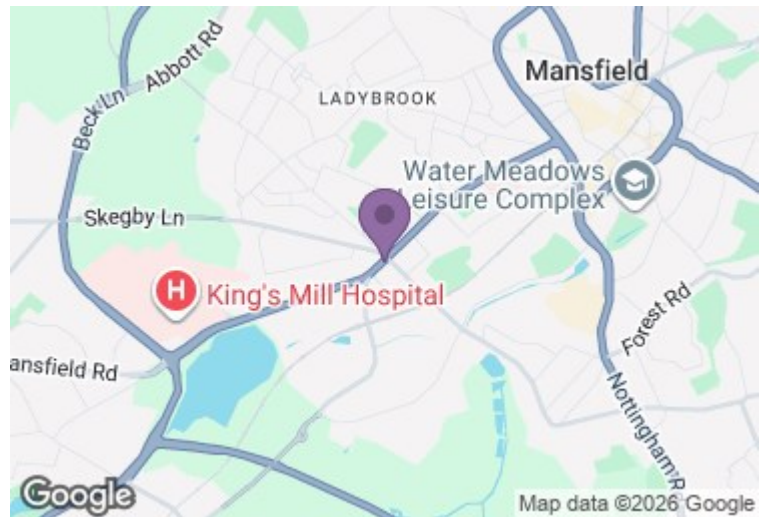 Abbott Rd
Beck Ln
LADYBROOK
Mansfield
Water Meadows
Leisure Complex
Skegby Ln
H King's Mill Hospital
ansfield Rd
Forest Rd
Nottingham R
Google
Map data ©2026 Google